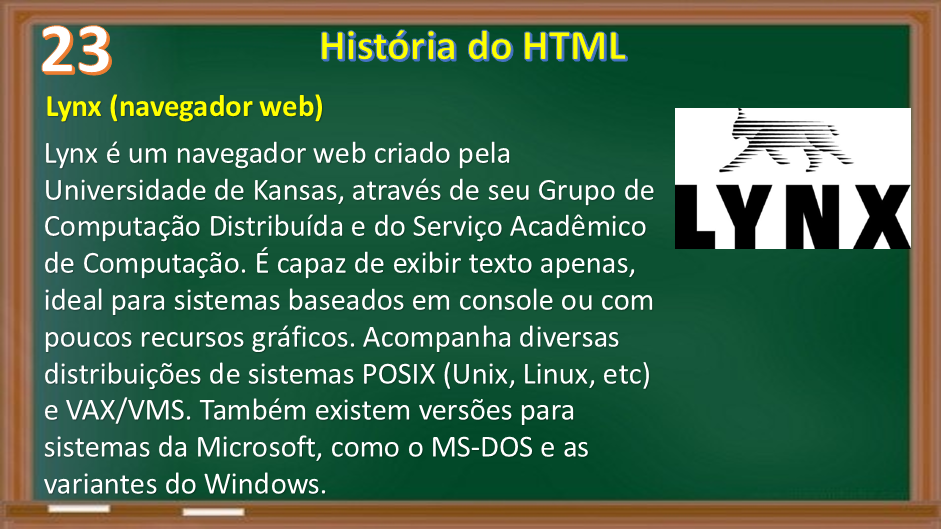 23
História do HTML
Lynx (navegador web)
Lynx é um navegador web criado pela
Universidade de Kansas, através de seu Grupo de
Computação Distribuída e do Serviço Acadêmico
de Computação. É capaz de exibir texto apenas,
ideal para sistemas baseados em console ou com
poucos recursos gráficos. Acompanha diversas
distribuições de sistemas POSIX (Unix, Linux, etc)
e VAX/VMS. Também existem versões para
sistemas da Microsoft, como o MS-DOS e as
variantes do Windows.
LYNX